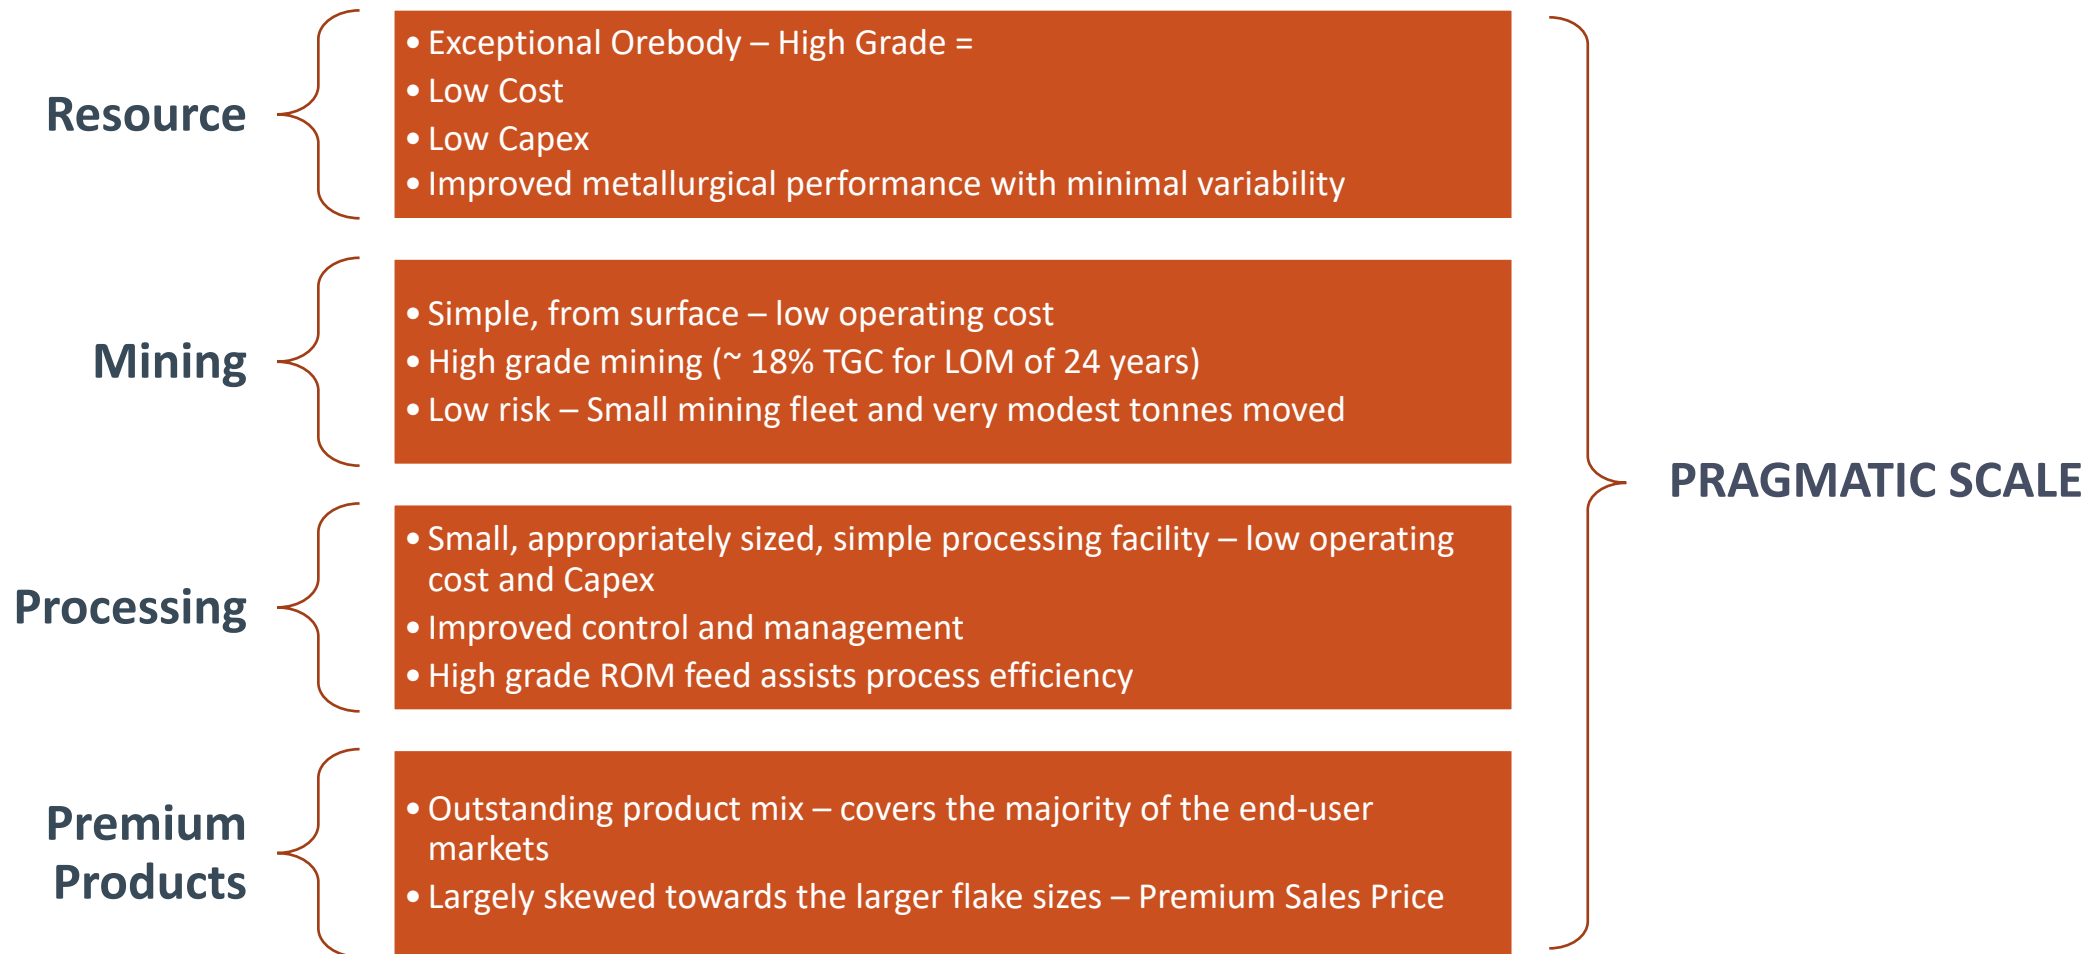 Resource
• Exceptional Orebody – High Grade =
• Low Cost
• Low Capex
• Improved metallurgical performance with minimal variability
Mining
• Simple, from surface – low operating cost
• High grade mining (~ 18% TGC for LOM of 24 years)
• Low risk – Small mining fleet and very modest tonnes moved
Processing
• Small, appropriately sized, simple processing facility – low operating
cost and Capex
• Improved control and management
• High grade ROM feed assists process efficiency
Premium
Products
• Outstanding product mix – covers the majority of the end-user
markets
• Largely skewed towards the larger flake sizes – Premium Sales Price
PRAGMATIC SCALE